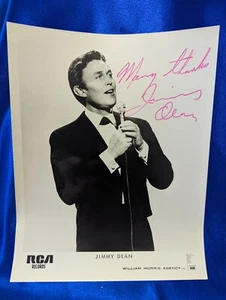 Many thanks
Jimmy
Dean
JIMMY DEAN
RCA
RECORDS
WILLIAM MORRIS AGENCY